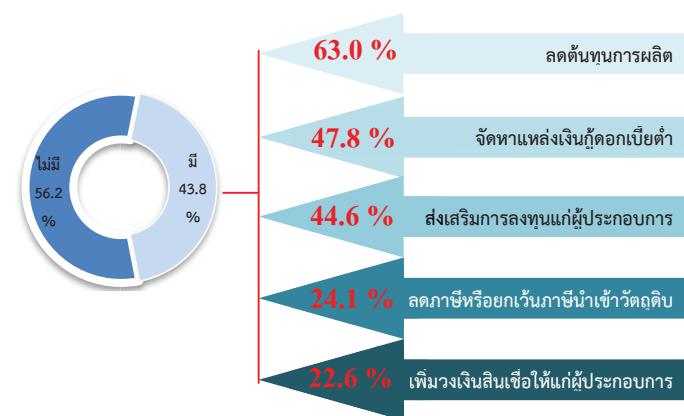 63.0 %
ลดต้นทุนการผลิต
47.8 %
จัดหาแหล่งเงินกู้ดอกเบี้ยต่ำ
ไม่มี
56.2
%
มี
43.8
%
44.6 %
ส่งเสริมการลงทุนแก่ผู้ประกอบการ
24.1 %
ลดภาษีหรือยกเว้นภาษีนำเข้าวัตถุดิบ
22.6 %
เพิ่มวงเงินสินเชื่อให้แก่ผู้ประกอบการ